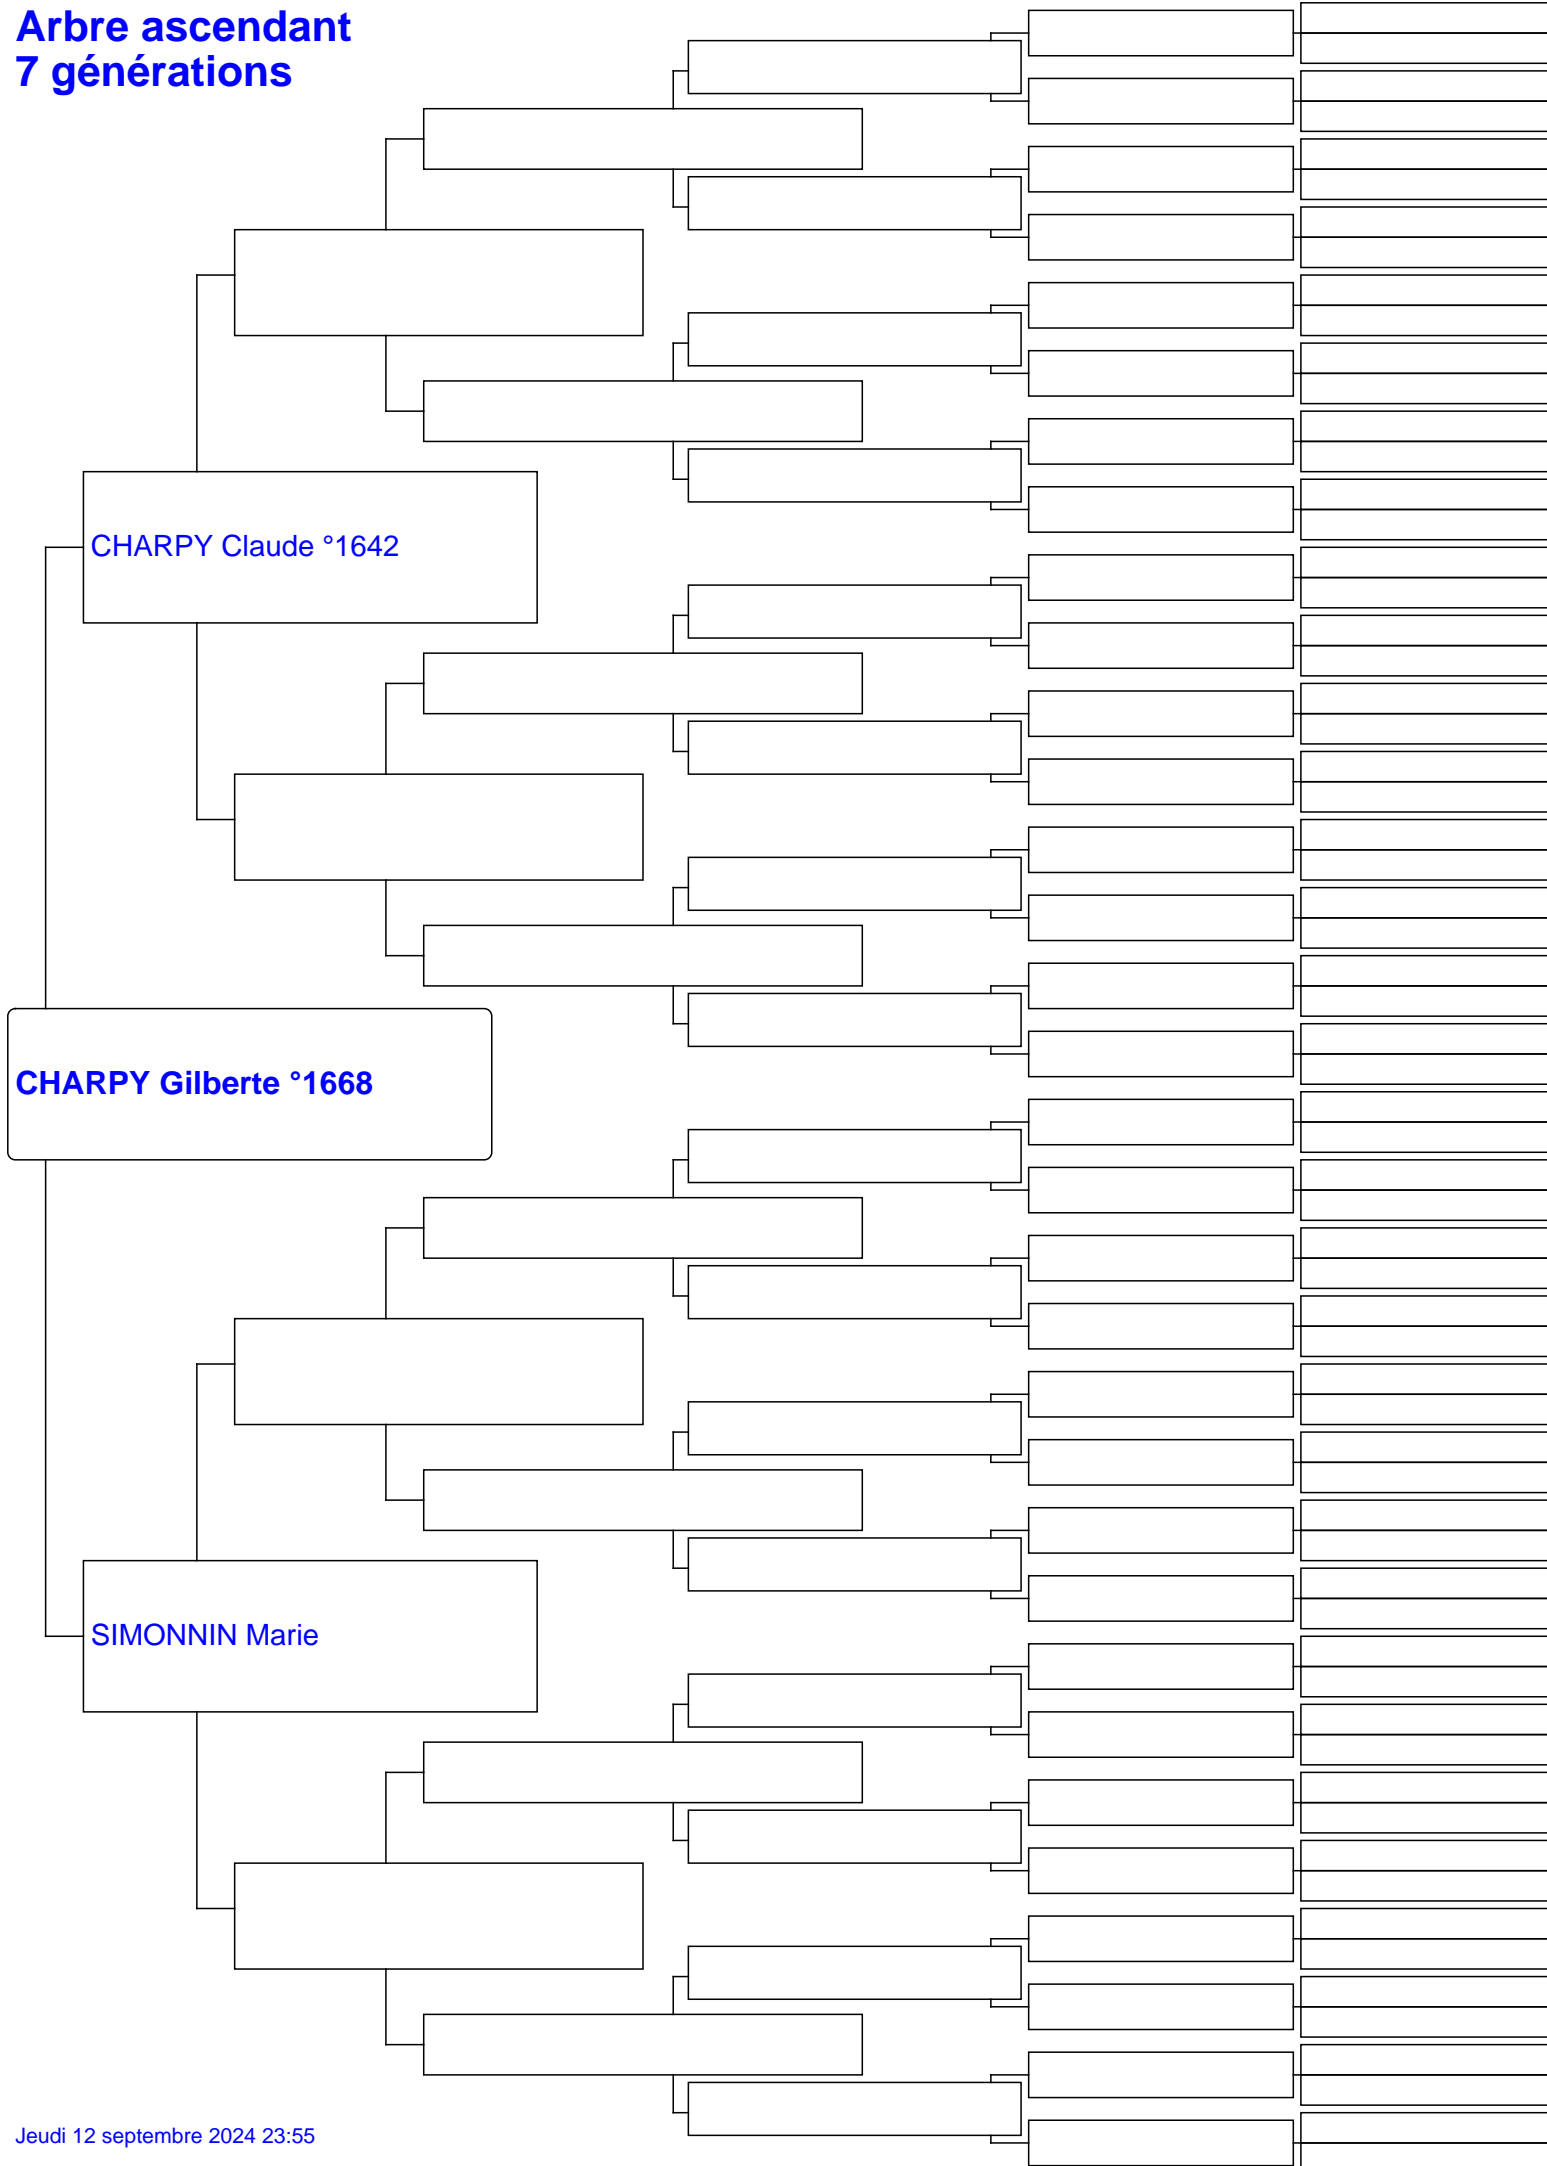 Arbre ascendant
7 générations
CHARPY Claude °1642
CHARPY Gilberte °1668
SIMONNIN Marie
Jeudi 12 septembre 2024 23:55